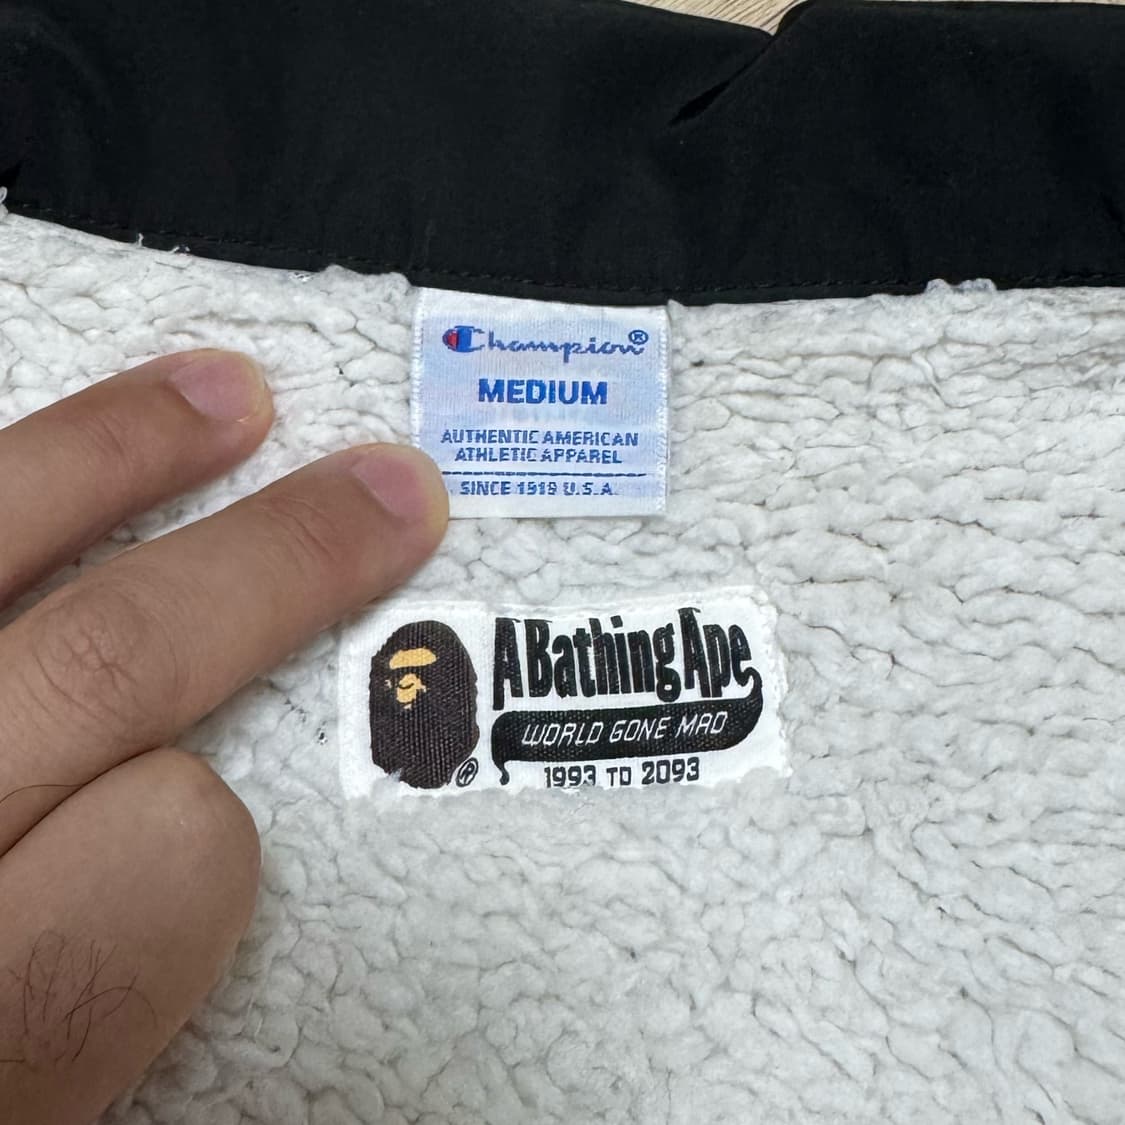 Champion®
MEDIUM
AUTHENTIC AMERICAN
ATHLETIC APPAREL
SINCE 1919 U.S.A.
A Bathing Ape
WORLD GONE MAD
®
1993 TO 2093